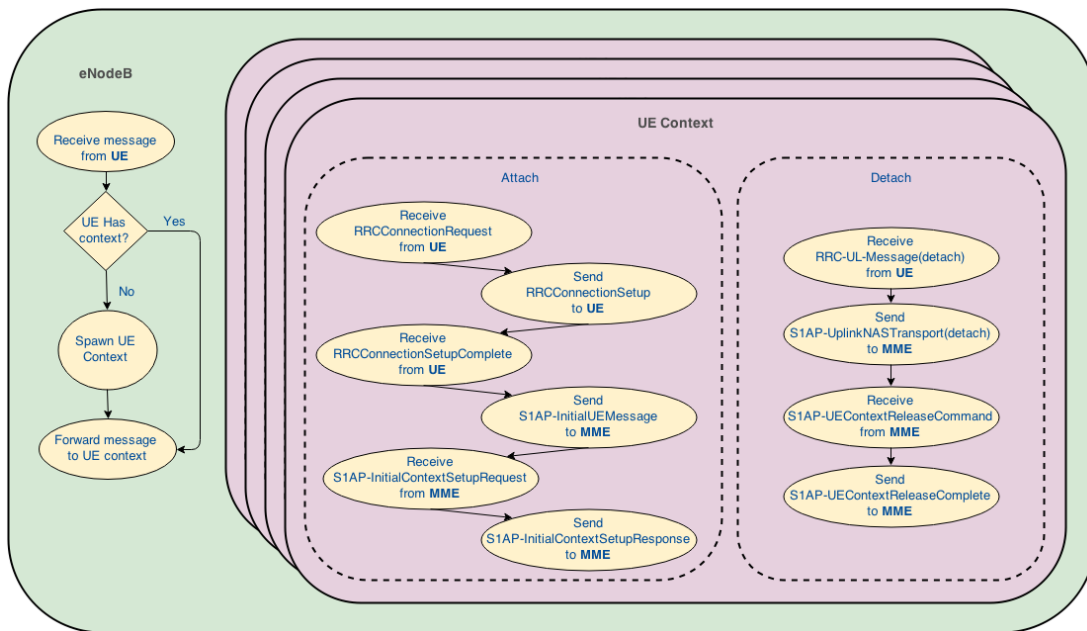 eNodeB
Receive message
from UE
UE Has
context?
Yes
No
Spawn UE
Context
Forward message
to UE context
UE Context
Attach
Receive
RRCConnectionRequest
from UE
Send
RRCConnectionSetup
to UE
Receive
RRCConnectionSetupComplete
from UE
Send
S1AP-InitialUEMessage
to MME
Receive
S1AP-InitialContextSetupRequest
from MME
Send
S1AP-InitialContextSetupResponse
to MME
Detach
Receive
RRC-UL-Message(detach)
from UE
Send
S1AP-UplinkNASTransport(detach)
to MME
Receive
S1AP-UEContextReleaseCommand
from MME
Send
S1AP-UEContextReleaseComplete
to MME